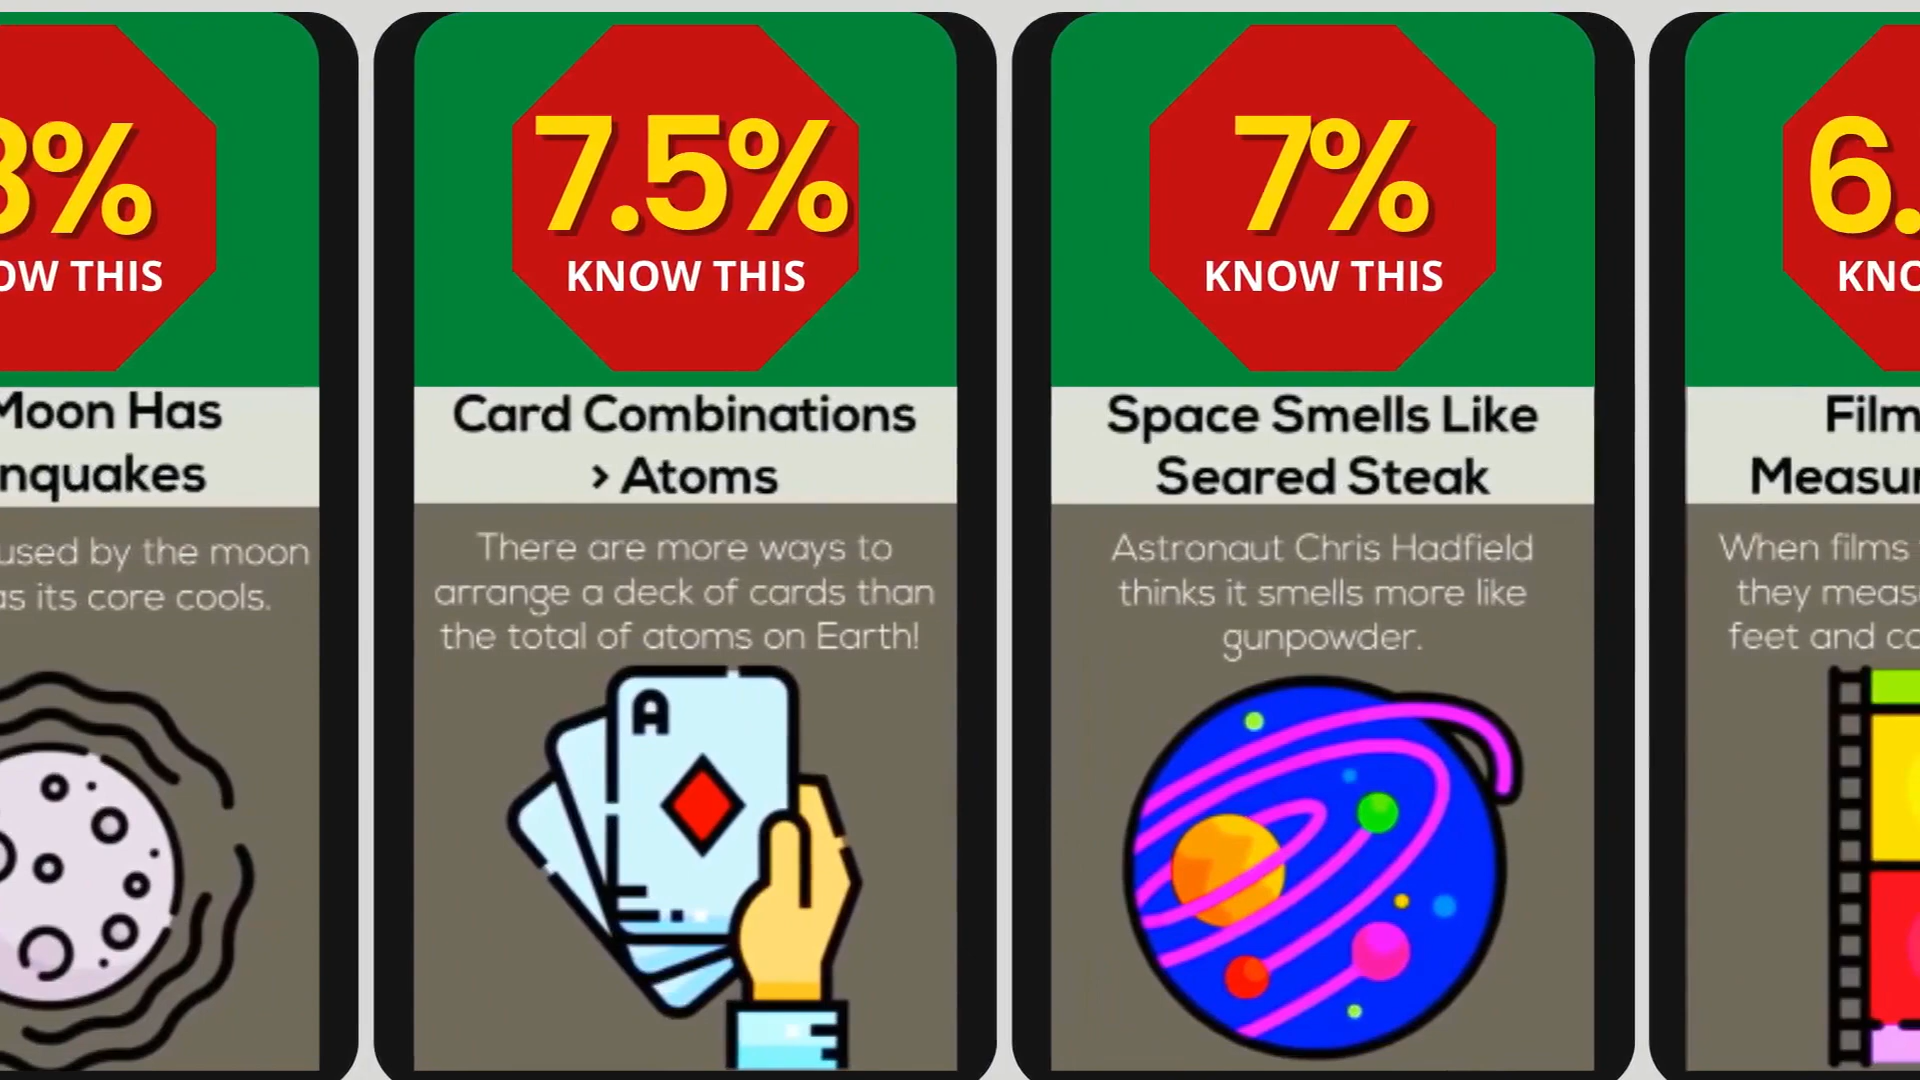 3%
OW THIS
Moon Has
nquakes
used by the moon
as its core cools.
7.5%
KNOW THIS
Card Combinations
> Atoms
There are more ways to
arrange a deck of cards than
the total of atoms on Earth!
A
7%
KNOW THIS
Space Smells Like
Seared Steak
Astronaut Chris Hadfield
thinks it smells more like
gunpowder.
6.
KNO
Film
Measur
When films
they meas
feet and co